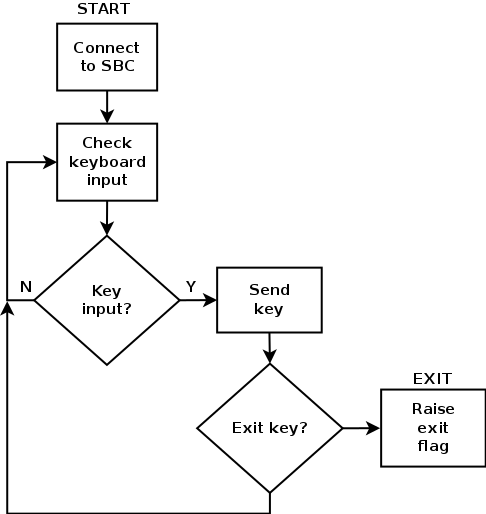 START
Connect
to SBC
Check
keyboard
input
N
Key
input?
Y
Send
key
Exit key?
EXIT
Raise
exit
flag